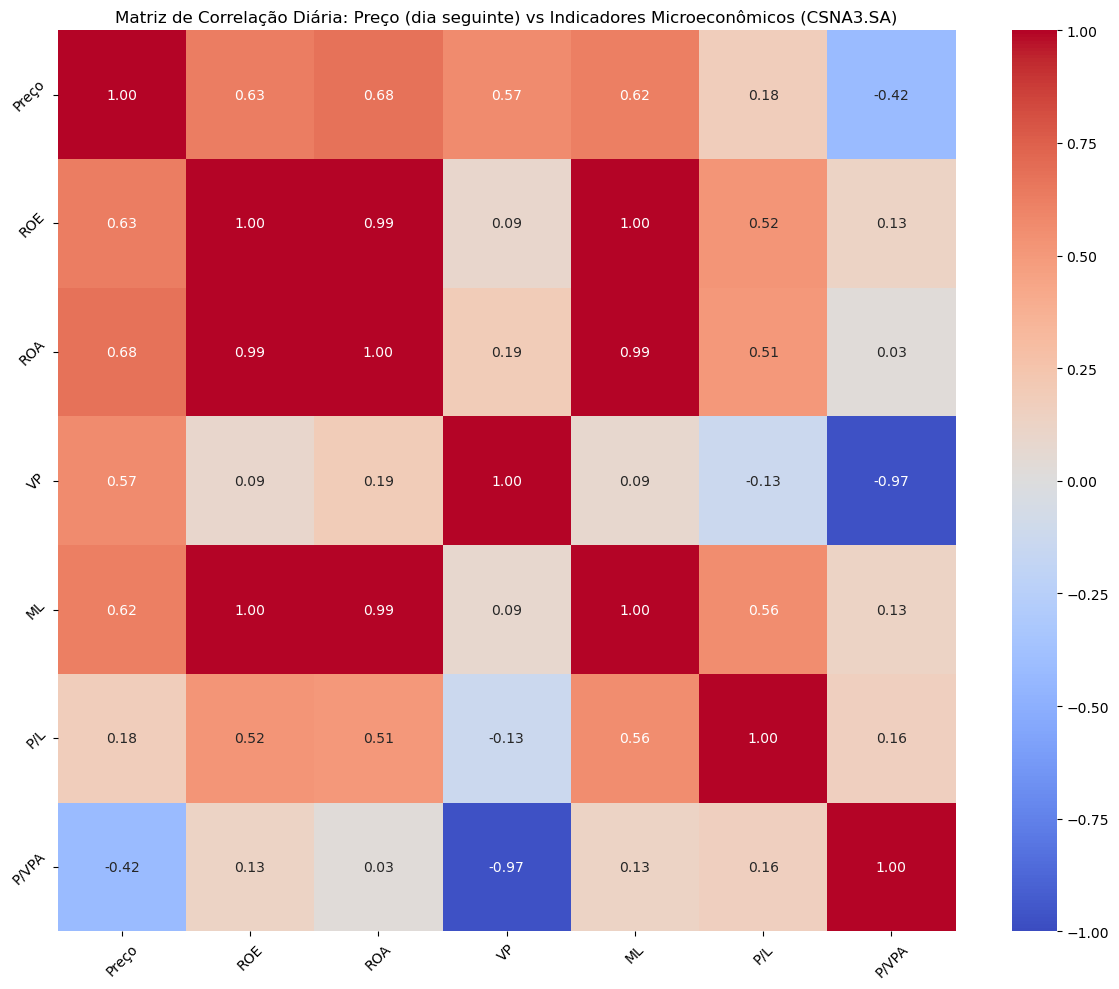 Matriz de Correlação Diária: Preço (dia seguinte) vs Indicadores Microeconômicos (CSNA3.SA)
Preço 1.00 0.63 0.68 0.57 0.62 0.18 -0.42
ROE 0.63 1.00 0.99 0.09 1.00 0.52 0.13
ROA 0.68 0.99 1.00 0.19 0.99 0.51 0.03
VP 0.57 0.09 0.19 1.00 0.09 -0.13 -0.97
ML 0.62 1.00 0.99 0.09 1.00 0.56 0.13
P/L 0.18 0.52 0.51 -0.13 0.56 1.00 0.16
P/VPA -0.42 0.13 0.03 -0.97 0.13 0.16 1.00
Preço ROE ROA VP ML P/L P/VPA
1.00
0.75
0.50
0.25
0.00
−0.25
−0.50
−0.75
−1.00